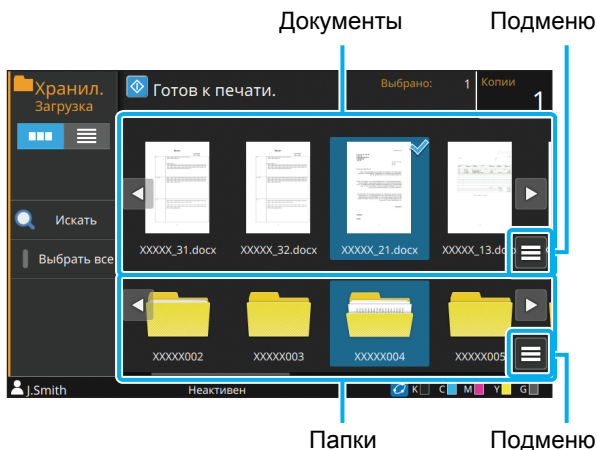 Документы Подменю
Хранил.
Загрузка
Готов к печати.
Выбрано: 1
Копии
1
Искать
Выбрать все
XXXXX_31.docx XXXXX_32.docx XXXXX_21.docx XXXXX_13.do
XXXXX002 XXXXX003 XXXXX004 XXXXX005
J.Smith Неактивен K C M Y G
Папки Подменю